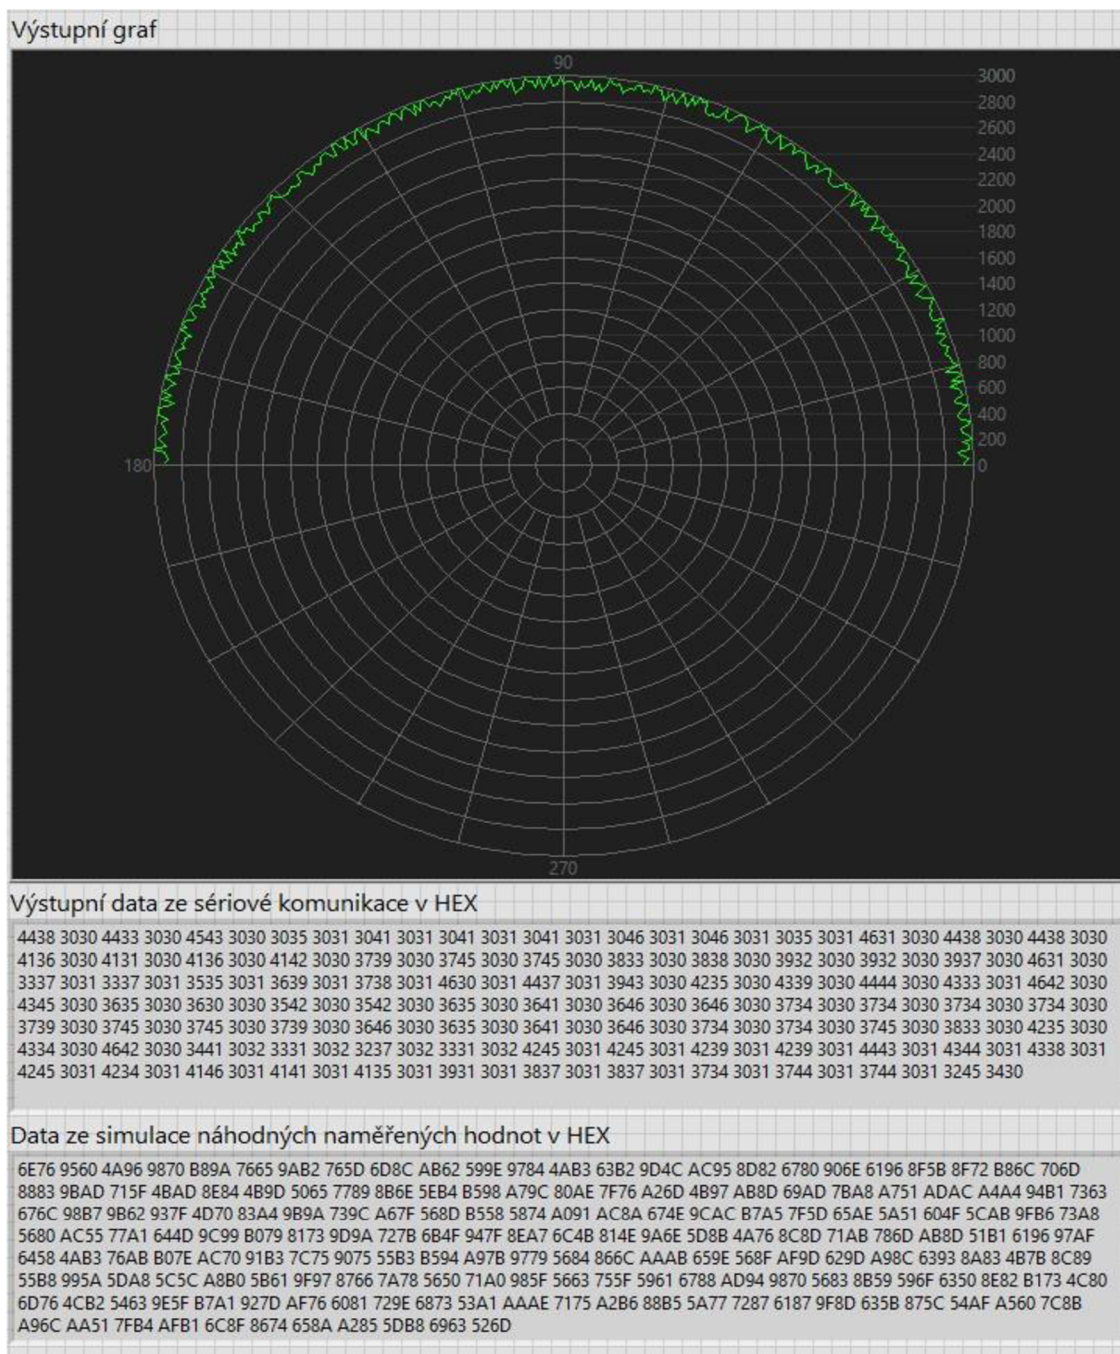 Výstupní graf
90
3000
2800
2600
2400
2200
2000
1800
1600
1400
1200
1000
800
600
400
200
180
0
270
Výstupní data ze sériové komunikace v HEX
4438 3030 4433 3030 4543 3030 3035 3031 3041 3031 3041 3031 3041 3031 3046 3031 3046 3031 3035 3031 4631 3030 4438 3030 4438 3030
4136 3030 4131 3030 4136 3030 4142 3030 3739 3030 3745 3030 3745 3030 3833 3030 3838 3030 3932 3030 3932 3030 3937 3030 4631 3030
3337 3031 3337 3031 3535 3031 3639 3031 3738 3031 4630 3031 4437 3031 3943 3030 4235 3030 4339 3030 4444 3030 4333 3031 4642 3030
4345 3030 3635 3030 3630 3030 3542 3030 3542 3030 3635 3030 3641 3030 3646 3030 3646 3030 3734 3030 3734 3030 3734 3030 3734 3030
3739 3030 3745 3030 3745 3030 3739 3030 3646 3030 3635 3030 3641 3030 3646 3030 3734 3030 3734 3030 3745 3030 3833 3030 4235 3030
4334 3030 4642 3030 3441 3032 3331 3032 3237 3032 3331 3032 4245 3031 4245 3031 4239 3031 4239 3031 4443 3031 4344 3031 4338 3031
4245 3031 4234 3031 4146 3031 4141 3031 4135 3031 3931 3031 3837 3031 3837 3031 3734 3031 3744 3031 3744 3031 3245 3430
Data ze simulace náhodných naměřených hodnot v HEX
6E76 9560 4A96 9870 B89A 7665 9AB2 765D 6D8C AB62 599E 9784 4AB3 63B2 9D4C AC95 8D82 6780 906E 6196 8F5B 8F72 B86C 706D
8883 9BAD 715F 4BAD 8E84 4B9D 5065 7789 8B6E 5EB4 B598 A79C 80AE 7F76 A26D 4B97 AB8D 69AD 7BA8 A751 ADAC A4A4 94B1 7363
676C 98B7 9B62 937F 4D70 83A4 9B9A 739C A67F 568D B558 5874 A091 AC8A 674E 9CAC B7A5 7F5D 65AE 5A51 604F 5CAB 9FB6 73A8
5680 AC55 77A1 644D 9C99 B079 8173 9D9A 727B 6B4F 947F 8EA7 6C4B 814E 9A6E 5D8B 4A76 8C8D 71AB 786D AB8D 51B1 6196 97AF
6458 4AB3 76AB B07E AC70 91B3 7C75 9075 55B3 B594 A97B 9779 5684 866C AAAB 659E 568F AF9D 629D A98C 6393 8A83 4B7B 8C89
55B8 995A 5DA8 5C5C A8B0 5B61 9F97 8766 7A78 5650 71A0 985F 5663 755F 5961 6788 AD94 9870 5683 8B59 596F 6350 8E82 B173 4C80
6D76 4CB2 5463 9E5F B7A1 927D AF76 6081 729E 6873 53A1 AAAE 7175 A2B6 88B5 5A77 7287 6187 9F8D 635B 875C 54AF A560 7C8B
A96C AA51 7FB4 AFB1 6C8F 8674 658A A285 5DB8 6963 526D